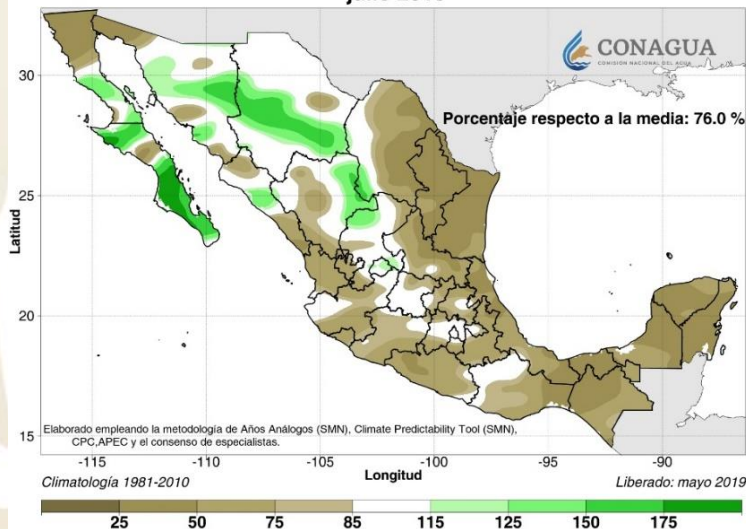 CONAGUA
COMISIÓN NACIONAL DEL AGUA
Porcentaje respecto a la media: 76.0 %
30
25
20
15
Latitud
Elaborado empleando la metodología de Años Análogos (SMN), Climate Predictability Tool (SMN),
CPC,APEC y el consenso de especialistas.
-115 -110 -105 -100 -95 -90
Longitud
Climatología 1981-2010
Liberado: mayo 2019
25 50 75 85 115 125 150 175